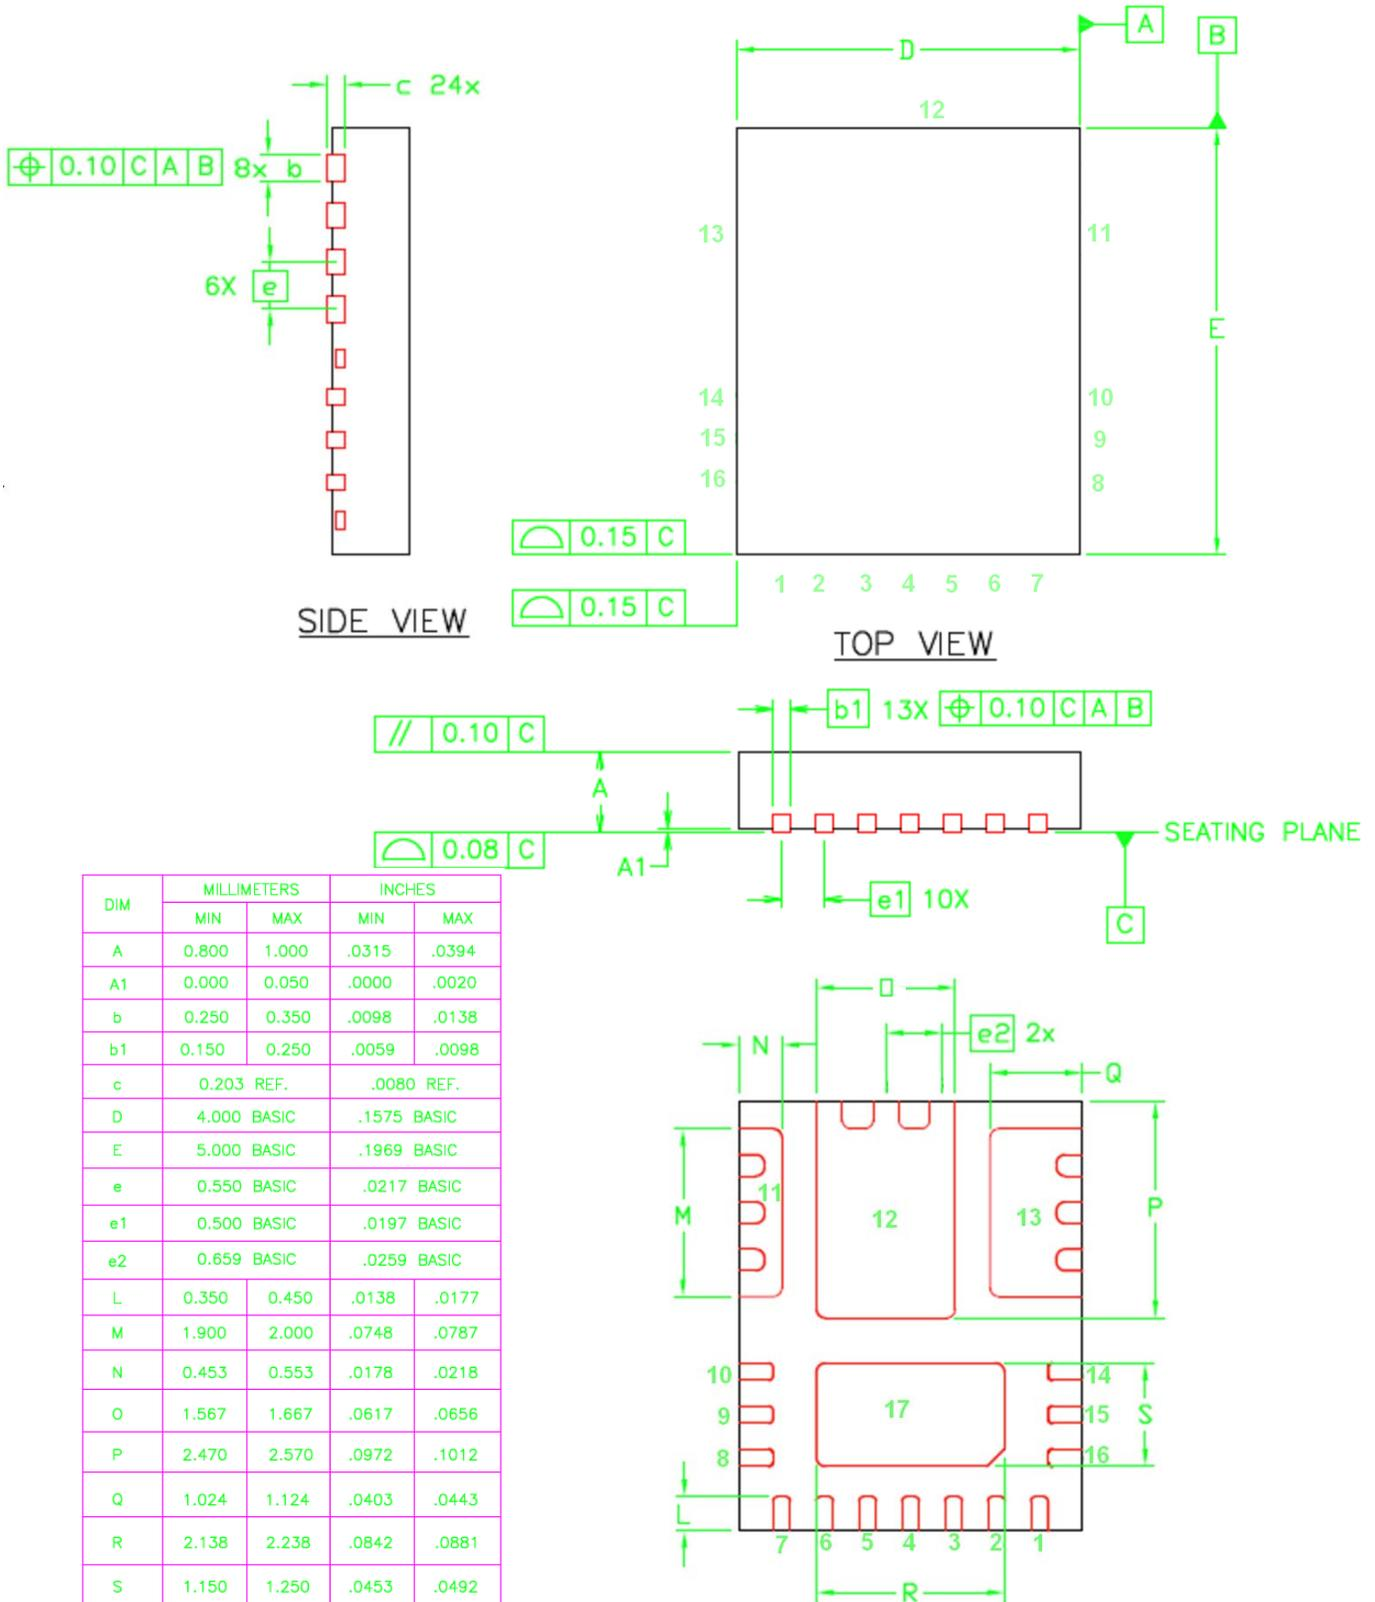 A
B
D
c 24x
12
⌖ 0.10 C A B 8x b
13 11
6X e
E
14 10
15 9
16 8
⌓ 0.15 C
1 2 3 4 5 6 7
⌓ 0.15 C
SIDE VIEW
TOP VIEW
b1 13X ⌖ 0.10 C A B
// 0.10 C
A
SEATING PLANE
⌓ 0.08 C
A1
e1 10X
C
DIM MILLIMETERS INCHES
MIN MAX MIN MAX
A 0.800 1.000 .0315 .0394
A1 0.000 0.050 .0000 .0020
b 0.250 0.350 .0098 .0138
b1 0.150 0.250 .0059 .0098
c 0.203 REF. .0080 REF.
D 4.000 BASIC .1575 BASIC
E 5.000 BASIC .1969 BASIC
e 0.550 BASIC .0217 BASIC
e1 0.500 BASIC .0197 BASIC
e2 0.659 BASIC .0259 BASIC
L 0.350 0.450 .0138 .0177
M 1.900 2.000 .0748 .0787
N 0.453 0.553 .0178 .0218
O 1.567 1.667 .0617 .0656
P 2.470 2.570 .0972 .1012
Q 1.024 1.124 .0403 .0443
R 2.138 2.238 .0842 .0881
S 1.150 1.250 .0453 .0492
O
N e2 2x
Q
11
M 12 13 P
10 14
9 17 15 S
8 16
L
7 6 5 4 3 2 1
R